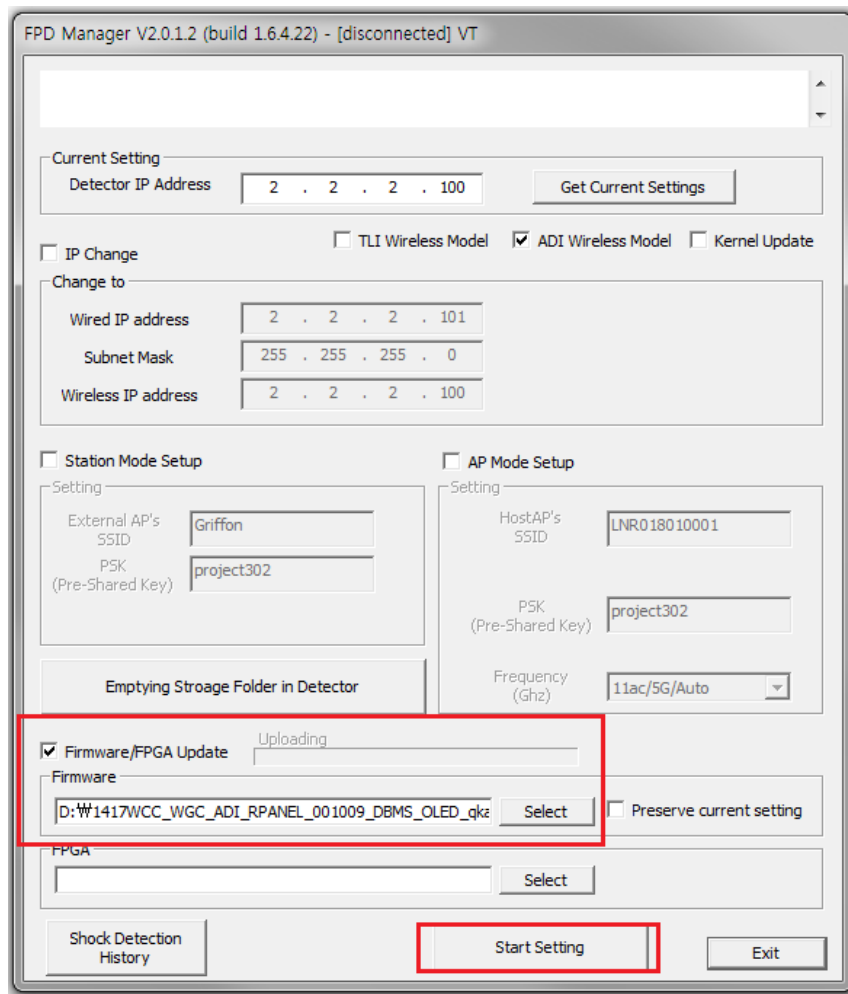 FPD Manager V2.0.1.2 (build 1.6.4.22) - [disconnected] VT
Current Setting
Detector IP Address 2 . 2 . 2 . 100 Get Current Settings
IP Change TLI Wireless Model ADI Wireless Model Kernel Update
Change to
Wired IP address 2 . 2 . 2 . 101
Subnet Mask 255 . 255 . 255 . 0
Wireless IP address 2 . 2 . 2 . 100
Station Mode Setup
Setting
External AP's
SSID
Griffon
PSK
(Pre-Shared Key)
project302
Emptying Stroage Folder in Detector
AP Mode Setup
Setting
HostAP's
SSID
LNR018010001
PSK
(Pre-Shared Key)
project302
Frequency
(Ghz)
11ac/5G/Auto
Firmware/FPGA Update Uploading
Firmware
D:₩1417WCC_WGC_ADI_RPANEL_001009_DBMS_OLED_qka Select Preserve current setting
FPGA
Select
Shock Detection
History
Start Setting
Exit